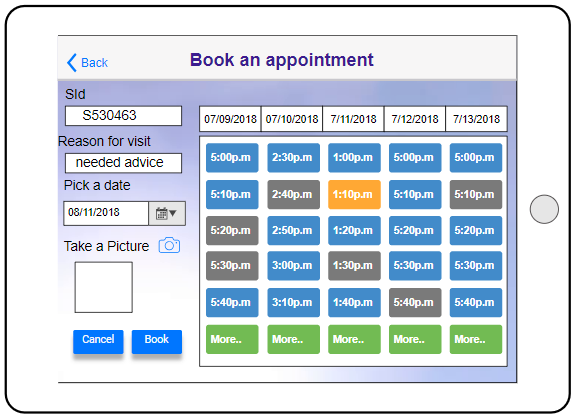 Back
Book an appointment
SId
S530463
Reason for visit
needed advice
Pick a date
08/11/2018
Take a Picture
Cancel Book
07/09/2018 07/10/2018 7/11/2018 7/12/2018 7/13/2018
5:00p.m 2:30p.m 1:00p.m 5:00p.m 5:00p.m
5:10p.m 2:40p.m 1:10p.m 5:10p.m 5:10p.m
5:20p.m 2:50p.m 1:20p.m 5:20p.m 5:20p.m
5:30p.m 3:00p.m 1:30p.m 5:30p.m 5:30p.m
5:40p.m 3:10p.m 1:40p.m 5:40p.m 5:40p.m
More.. More.. More.. More.. More..